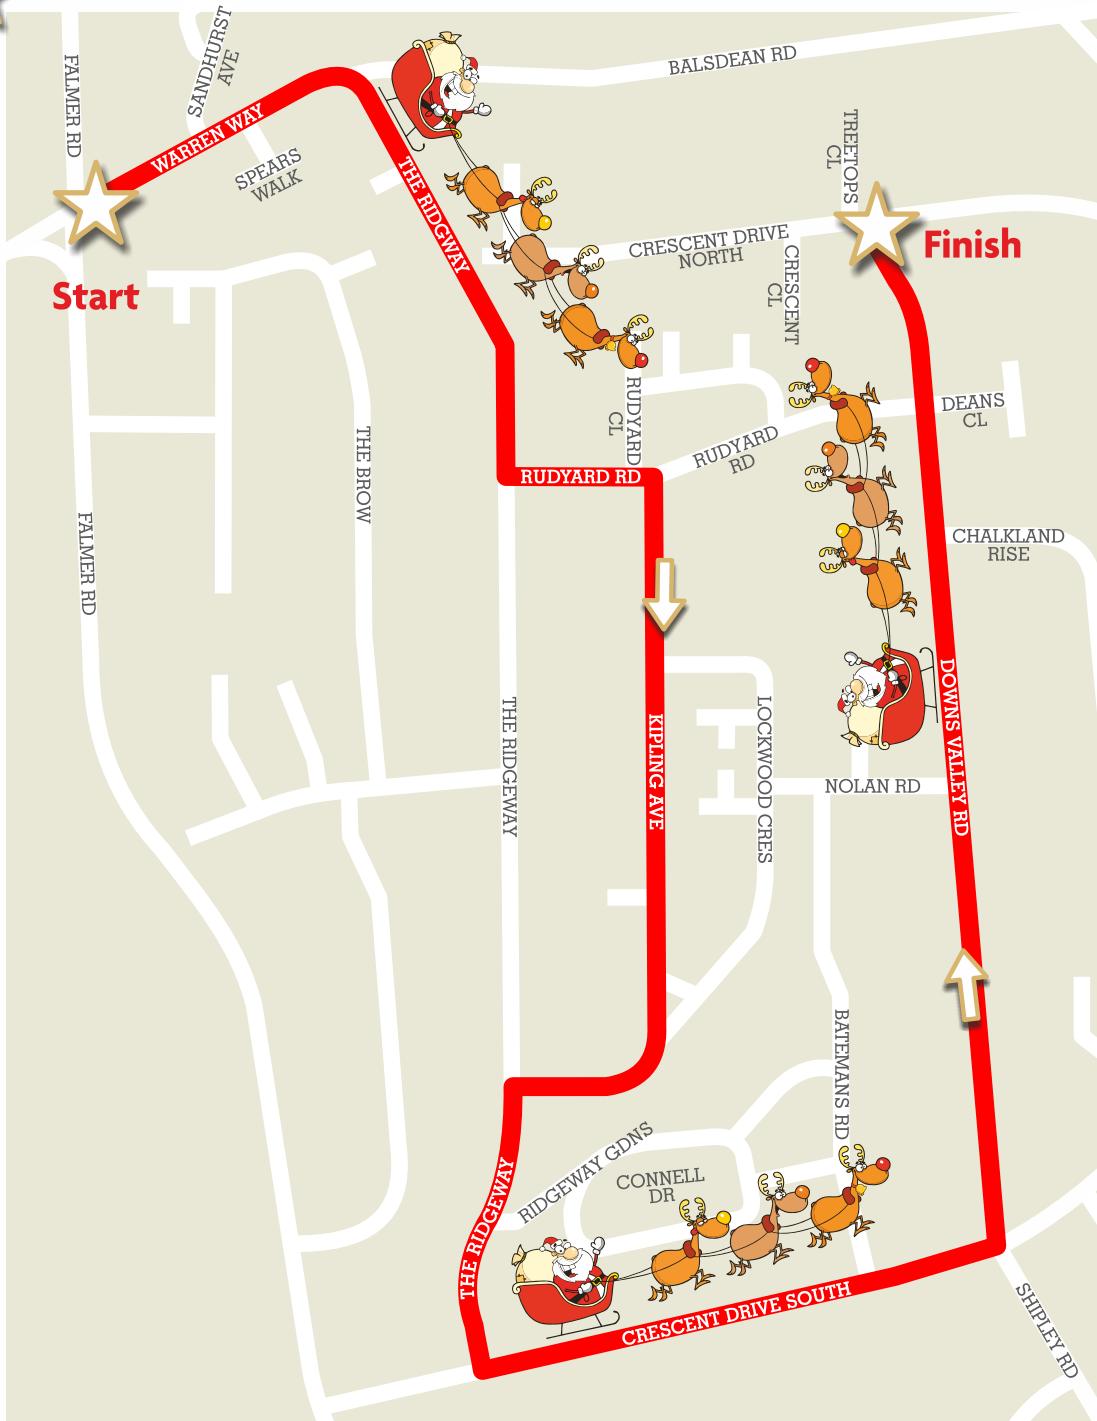 SANDHURST
AVE
FALMER RD
BALSDEAN RD
WARREN WAY
SPEARS
WALK
THE RIDGWAY
TREETOPS
CL
Start
CRESCENT DRIVE
NORTH
Finish
CRESCENT
CL
RUDYARD
CL
DEANS
CL
RUDYARD
RD
RUDYARD RD
THE BROW
FALMER RD
CHALKLAND
RISE
THE RIDGEWAY
KIPLING AVE
LOCKWOOD CRES
NOLAN RD
DOWNS VALLEY RD
BATEMANS RD
RIDGEWAY GDNS
CONNELL
DR
THE RIDGEWAY
CRESCENT DRIVE SOUTH
SHIPLEY RD